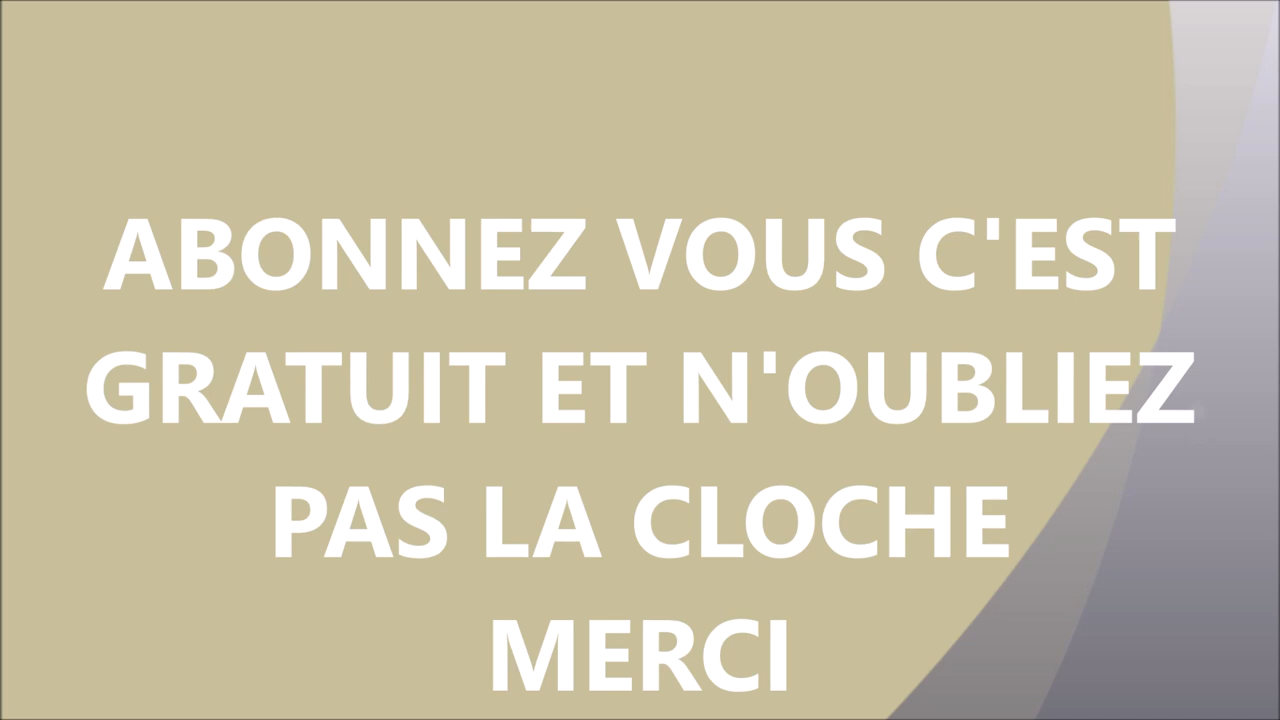 ABONNEZ VOUS C'EST
GRATUIT ET N'OUBLIEZ
PAS LA CLOCHE
MERCI